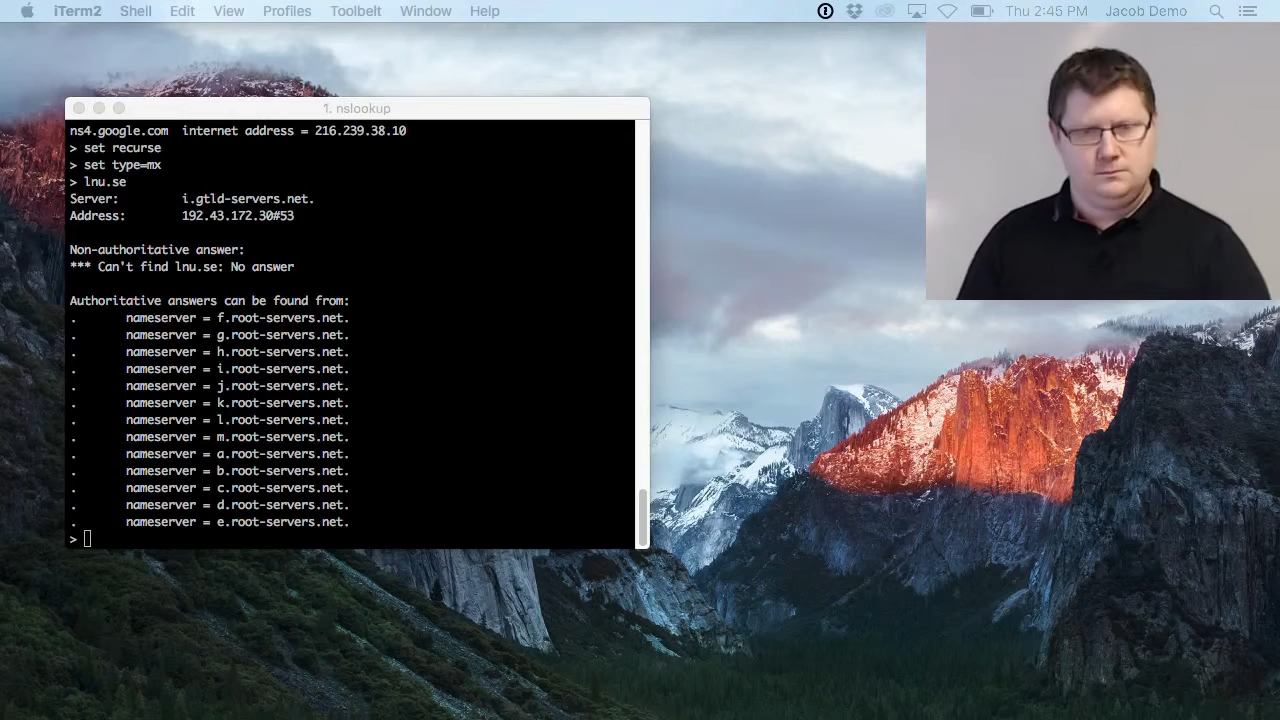 iTerm2 Shell Edit View Profiles Toolbelt Window Help Thu 2:45 PM Jacob Demo
1. nslookup
ns4.google.com internet address = 216.239.38.10
> set recurse
> set type=mx
> lnu.se
Server: i.gtld-servers.net.
Address: 192.43.172.30#53
Non-authoritative answer:
*** Can't find lnu.se: No answer
Authoritative answers can be found from:
. nameserver = f.root-servers.net.
. nameserver = g.root-servers.net.
. nameserver = h.root-servers.net.
. nameserver = i.root-servers.net.
. nameserver = j.root-servers.net.
. nameserver = k.root-servers.net.
. nameserver = l.root-servers.net.
. nameserver = m.root-servers.net.
. nameserver = a.root-servers.net.
. nameserver = b.root-servers.net.
. nameserver = c.root-servers.net.
. nameserver = d.root-servers.net.
. nameserver = e.root-servers.net.
>